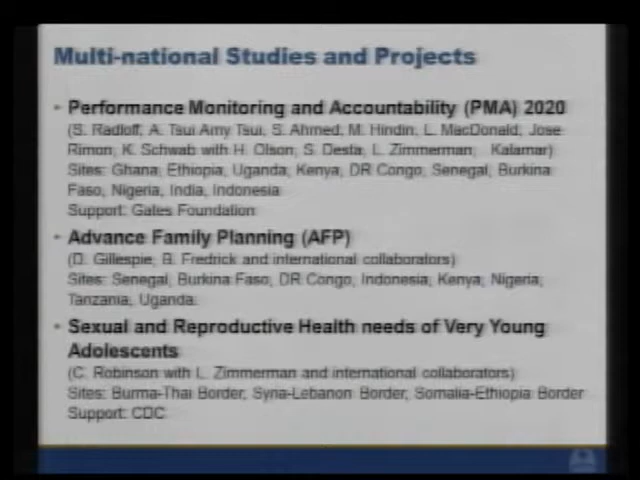 Multi-national Studies and Projects
• Performance Monitoring and Accountability (PMA) 2020
(S. Radloff, A. Tsui Amy Tsui, S. Ahmed, M. Hindin, L. MacDonald, Jose
Rimon, K. Schwab with H. Olson, S. Desta, L. Zimmerman, Kalamar)
Sites: Ghana, Ethiopia, Uganda, Kenya, DR Congo, Senegal, Burkina
Faso, Nigeria, India, Indonesia
Support: Gates Foundation
• Advance Family Planning (AFP)
(D. Gillespie, B. Fredrick and international collaborators)
Sites: Senegal, Burkina Faso, DR Congo, Indonesia, Kenya, Nigeria,
Tanzania, Uganda.
• Sexual and Reproductive Health needs of Very Young
Adolescents
(C. Robinson with L. Zimmerman and international collaborators)
Sites: Burma-Thai Border, Syria-Lebanon Border, Somalia-Ethiopia Border
Support: CDC